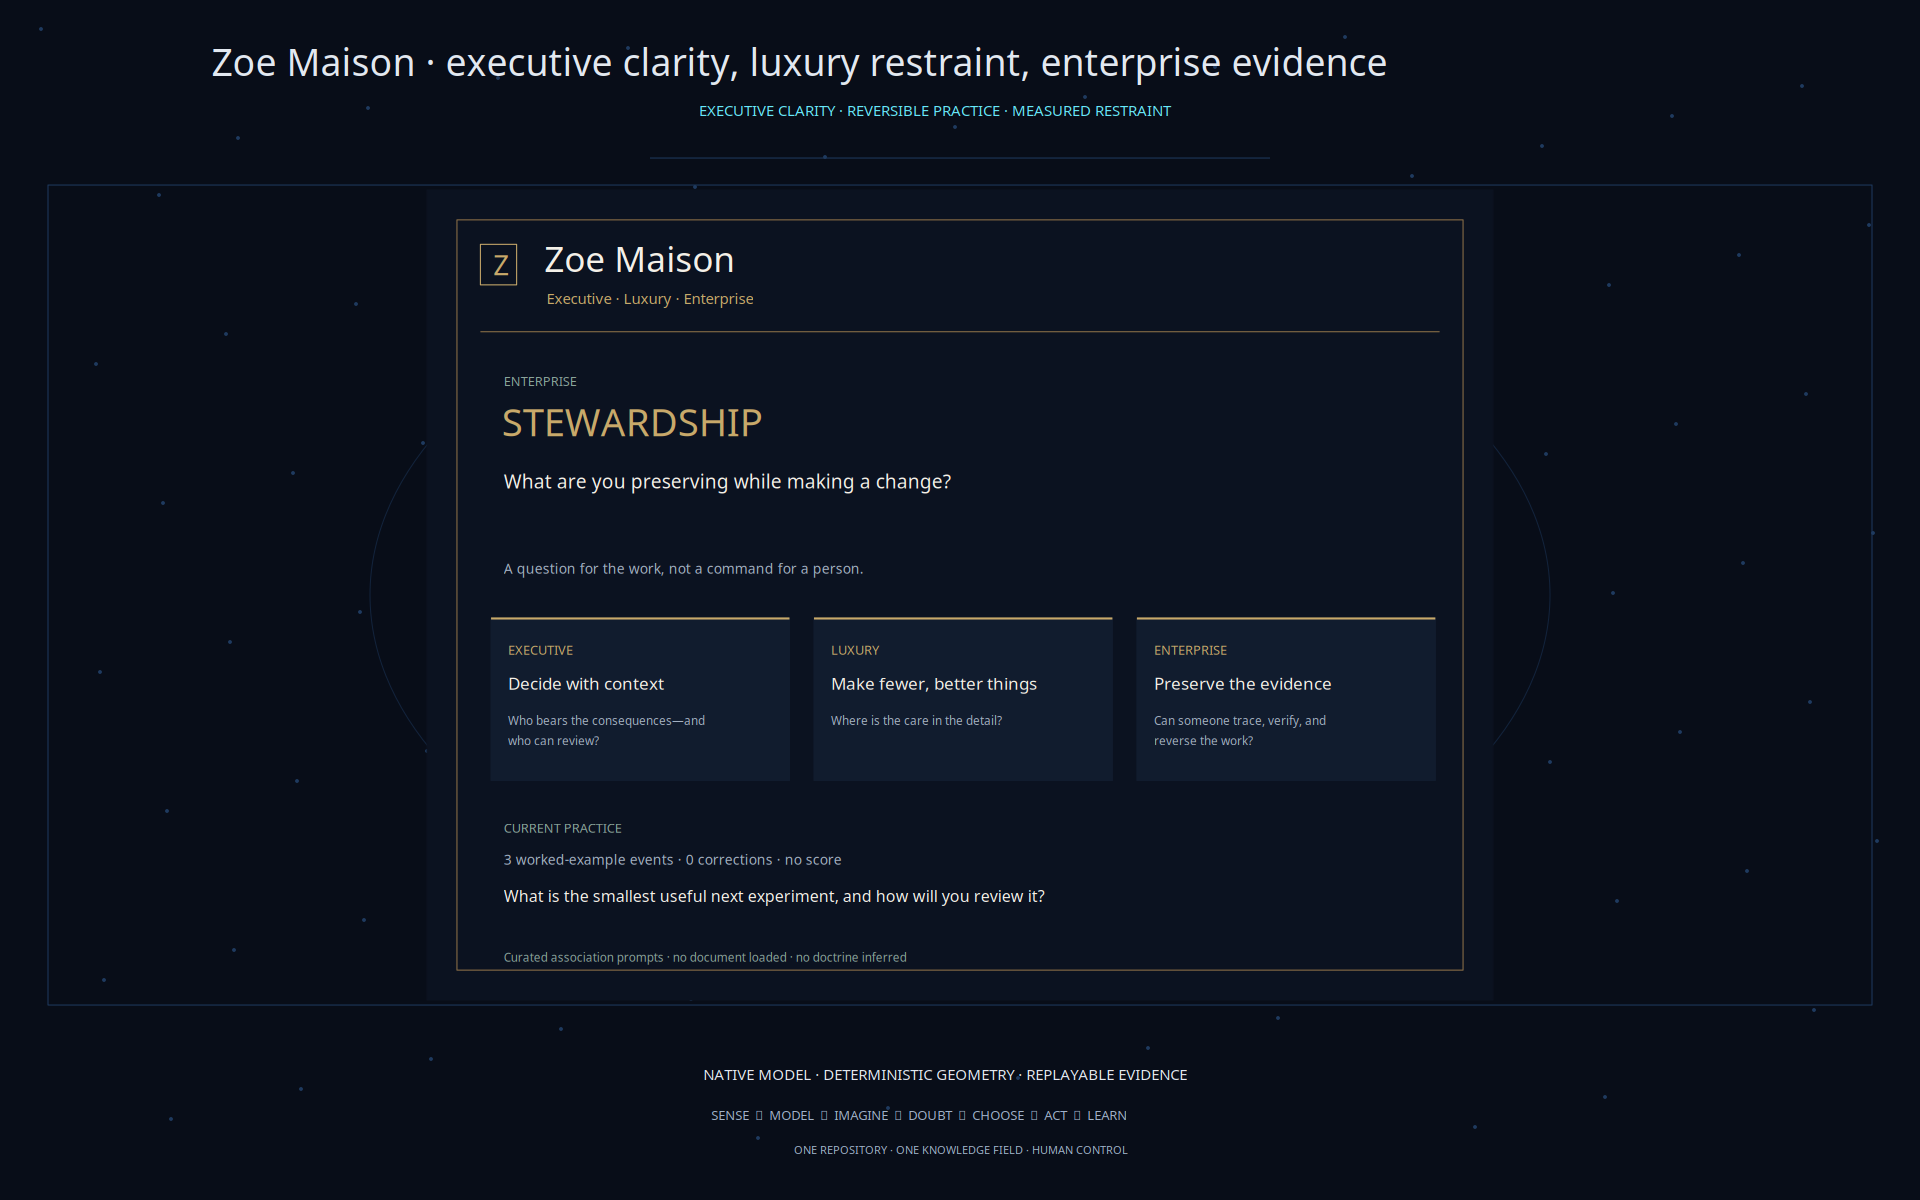 Zoe Maison · executive clarity, luxury restraint, enterprise evidence
EXECUTIVE CLARITY · REVERSIBLE PRACTICE · MEASURED RESTRAINT
Z
Zoe Maison
Executive · Luxury · Enterprise
ENTERPRISE
STEWARDSHIP
What are you preserving while making a change?
A question for the work, not a command for a person.
EXECUTIVE
Decide with context
Who bears the consequences—and
who can review?
LUXURY
Make fewer, better things
Where is the care in the detail?
ENTERPRISE
Preserve the evidence
Can someone trace, verify, and
reverse the work?
CURRENT PRACTICE
3 worked-example events · 0 corrections · no score
What is the smallest useful next experiment, and how will you review it?
Curated association prompts · no document loaded · no doctrine inferred
NATIVE MODEL · DETERMINISTIC GEOMETRY · REPLAYABLE EVIDENCE
SENSE ▯ MODEL ▯ IMAGINE ▯ DOUBT ▯ CHOOSE ▯ ACT ▯ LEARN
ONE REPOSITORY · ONE KNOWLEDGE FIELD · HUMAN CONTROL